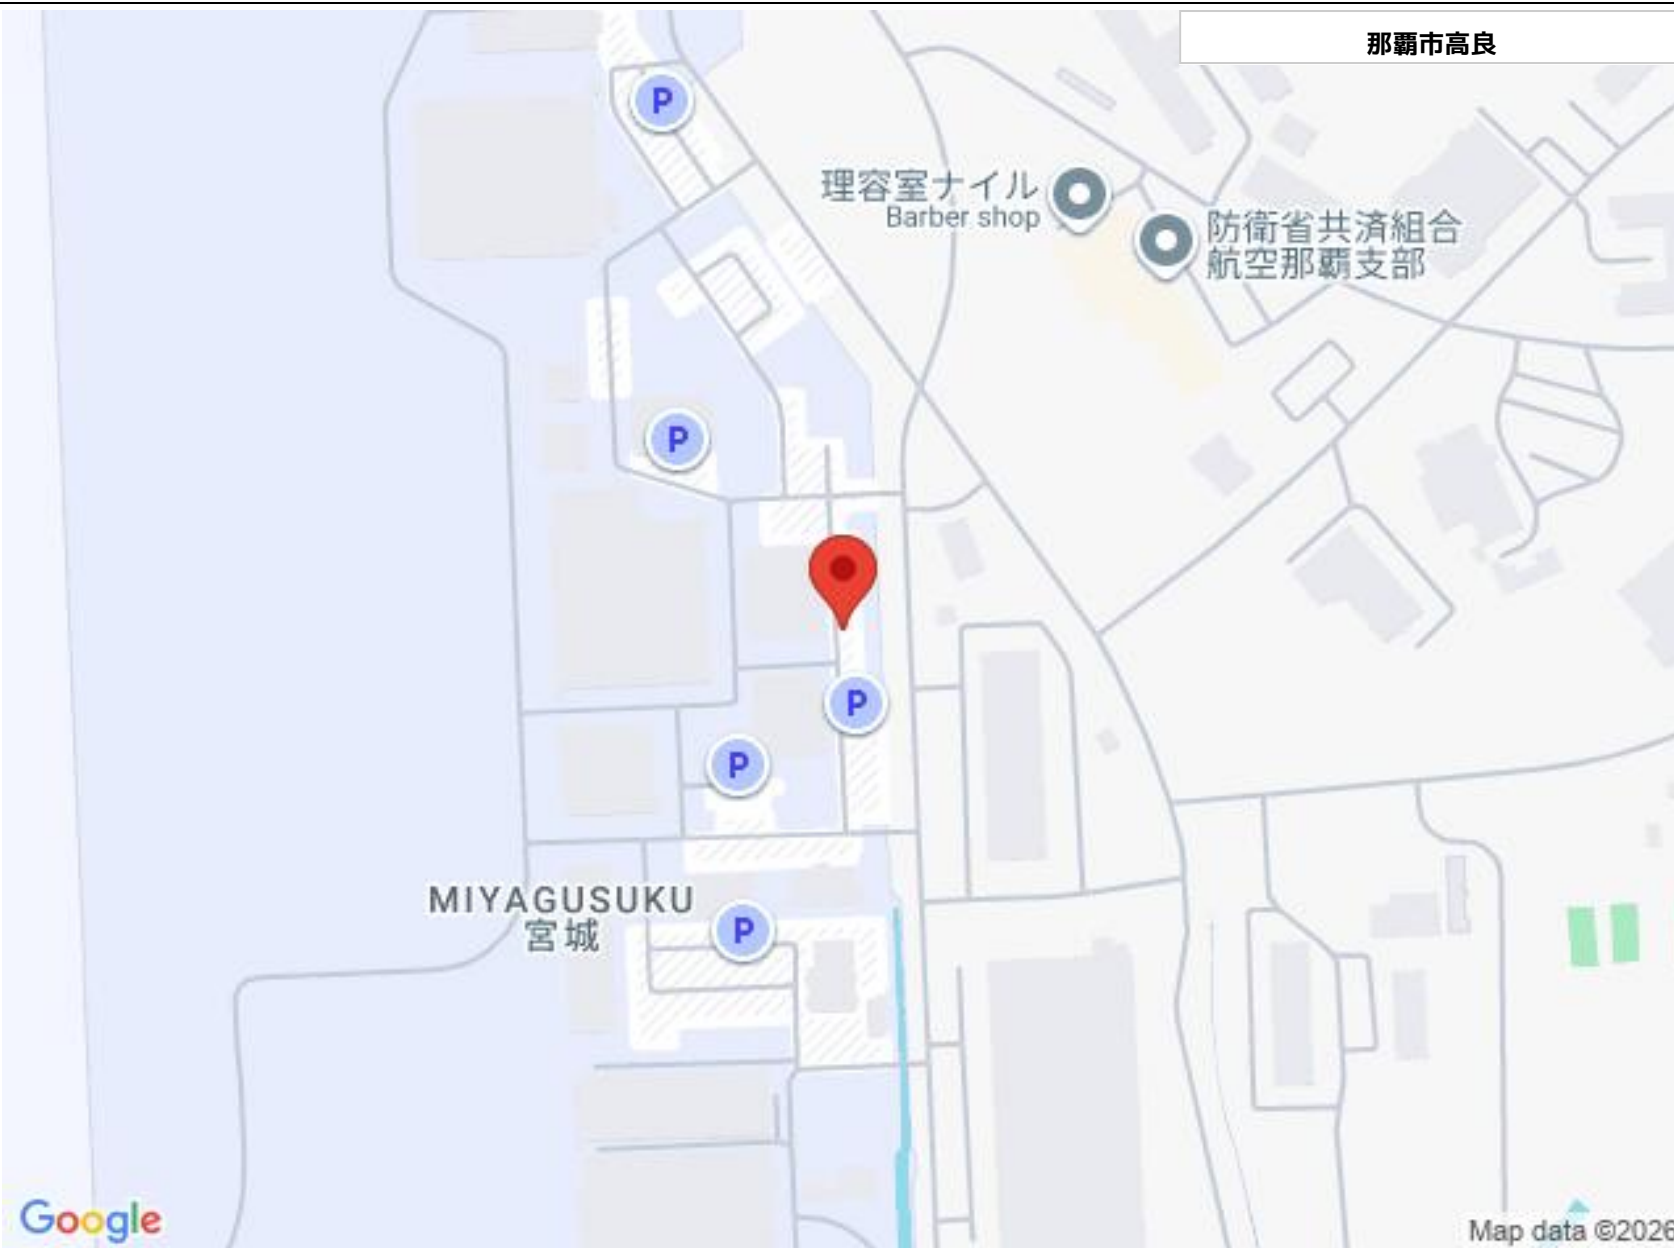 那覇市高良
P
理容室ナイル
Barber shop
防衛省共済組合
航空那覇支部
P
P
P
MIYAGUSUKU
宮城
P
Google
Map data ©2026